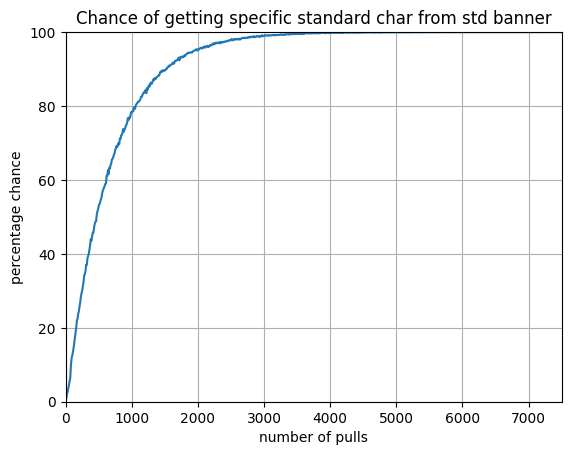 Chance of getting specific standard char from std banner
100
80
60
40
20
0
percentage chance
0 1000 2000 3000 4000 5000 6000 7000
number of pulls